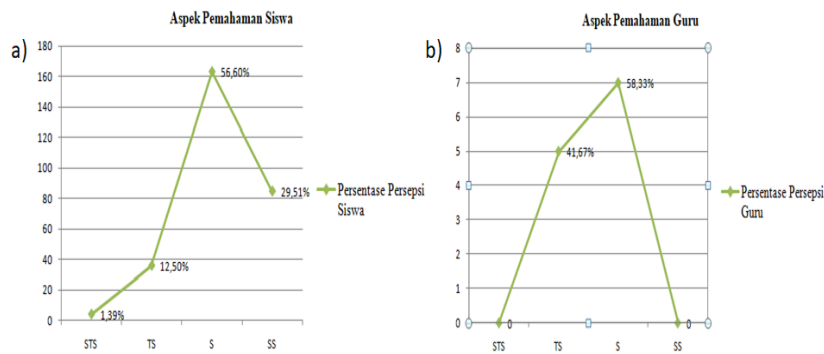 Aspek Pemahaman Siswa
a)
180
160
140
120
100
80
60
40
20
0
56,60%
29,51%
12,50%
1,39%
STS TS S SS
Persentase Persepsi
Siswa
Aspek Pemahaman Guru
b)
8
7
6
5
4
3
2
1
0
58,33%
41,67%
0
0
STS TS S SS
Persentase Persepsi
Guru